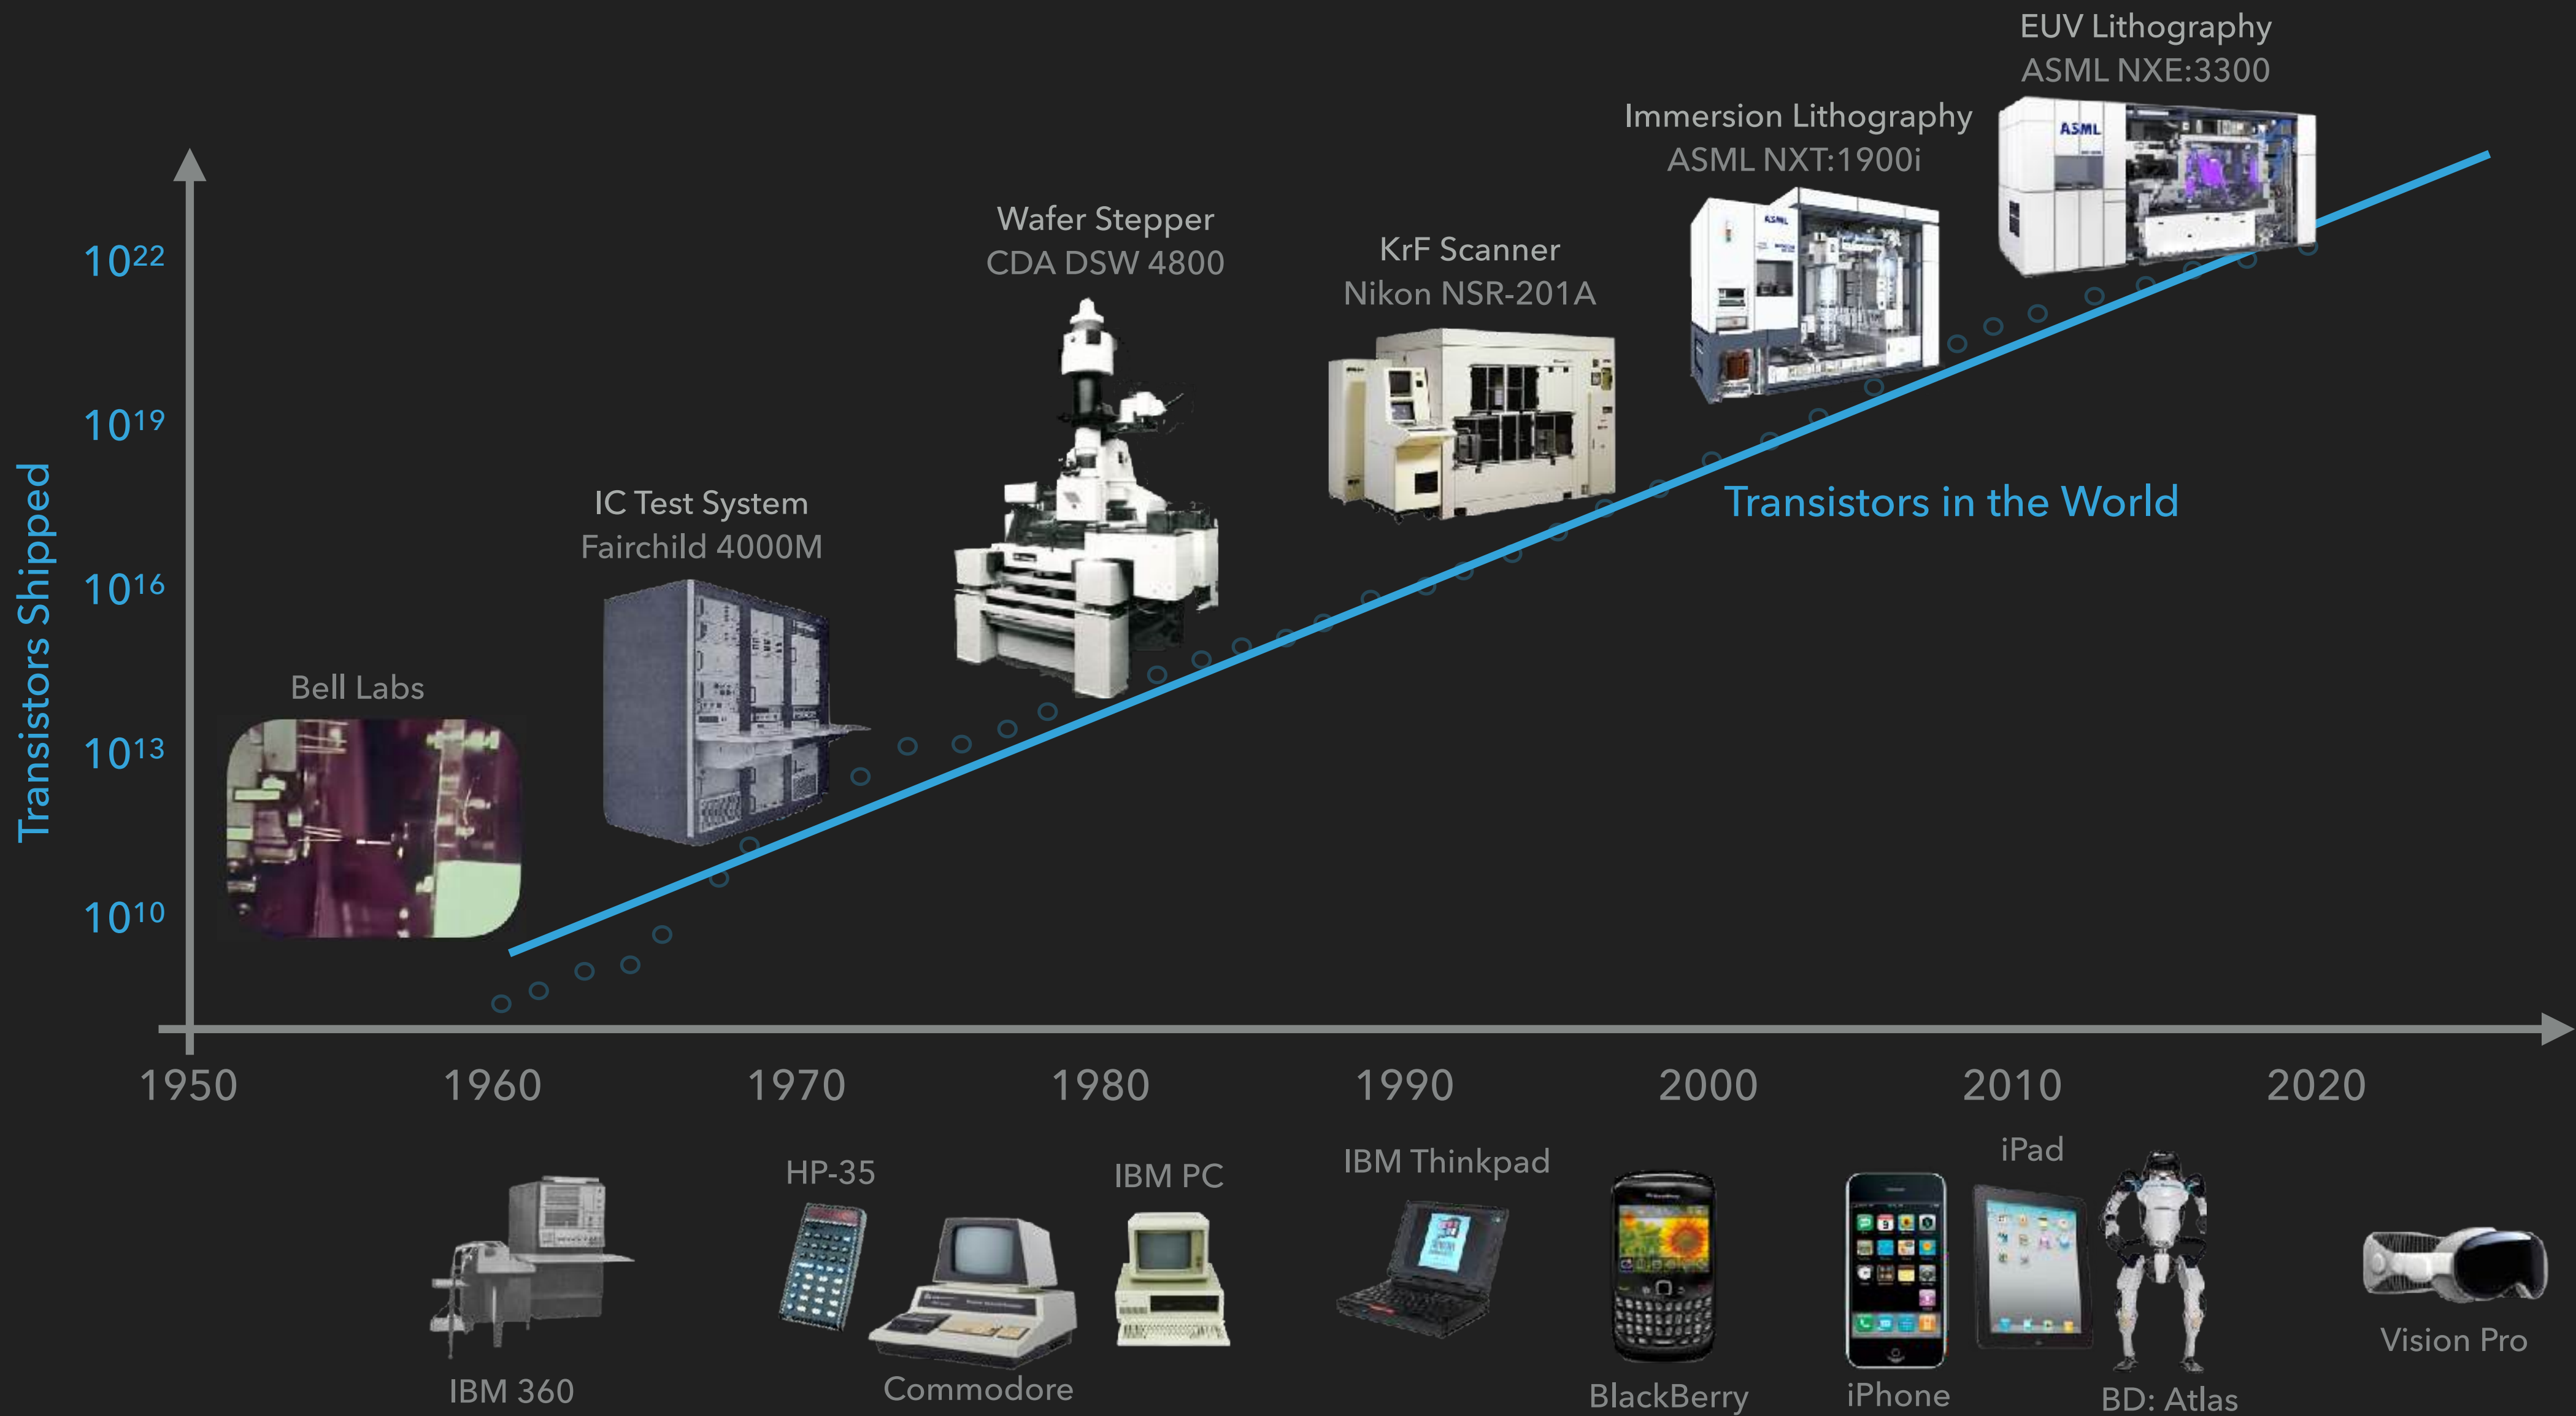 EUV Lithography
ASML NXE:3300
Immersion Lithography
ASML NXT:1900i
ASML
ASML
Wafer Stepper
CDA DSW 4800
KrF Scanner
Nikon NSR-201A
IC Test System
Fairchild 4000M
Bell Labs
Transistors in the World
Transistors Shipped
10²²
10¹⁹
10¹⁶
10¹³
10¹⁰
1950 1960 1970 1980 1990 2000 2010 2020
HP-35
IBM PC
IBM Thinkpad
iPad
IBM 360
Commodore
BlackBerry
iPhone
BD: Atlas
Vision Pro